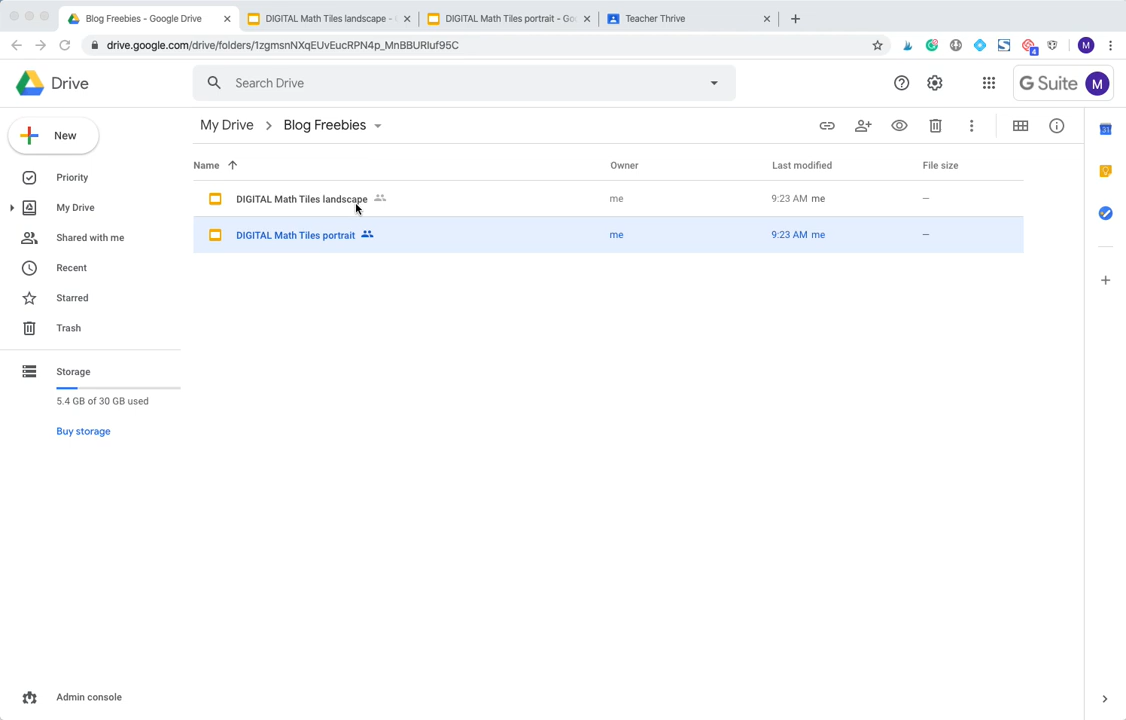 Blog Freebies - Google Drive
DIGITAL Math Tiles landscape -
DIGITAL Math Tiles portrait - Go
Teacher Thrive
drive.google.com/drive/folders/1zgmsnNXqEUvEucRPN4p_MnBBURIuf95C
4
M
Drive
Search Drive
G Suite
M
New
My Drive
Blog Freebies
31
Name
Owner
Last modified
File size
Priority
DIGITAL Math Tiles landscape
me
9:23 AM me
–
My Drive
DIGITAL Math Tiles portrait
me
9:23 AM me
–
Shared with me
Recent
Starred
Trash
Storage
5.4 GB of 30 GB used
Buy storage
Admin console